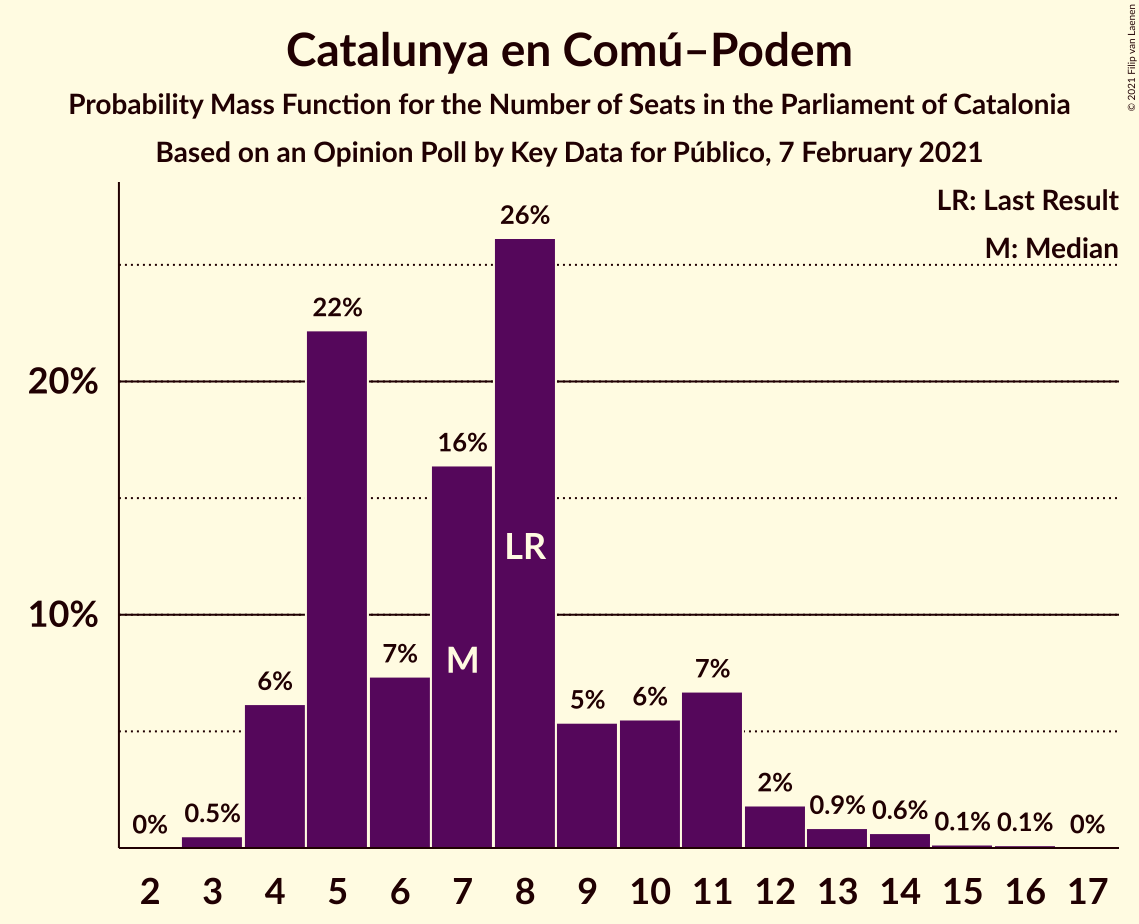 Catalunya en Comú–Podem
Probability Mass Function for the Number of Seats in the Parliament of Catalonia
Based on an Opinion Poll by Key Data for Público, 7 February 2021
© 2021 Filip van Laenen
LR: Last Result
M: Median
26%
22%
20%
16%
LR
10%
M
7%
7%
6%
5%
6%
2%
0%
0.5%
0.9%
0.6%
0.1%
0.1%
0%
2 3 4 5 6 7 8 9 10 11 12 13 14 15 16 17